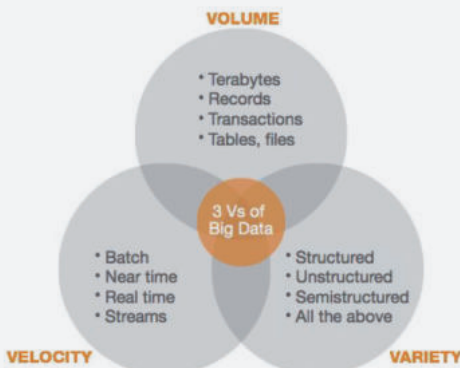 VOLUME
• Terabytes
• Records
• Transactions
• Tables, files
3 Vs of
Big Data
• Batch
• Near time
• Real time
• Streams
• Structured
• Unstructured
• Semistructured
• All the above
VELOCITY
VARIETY